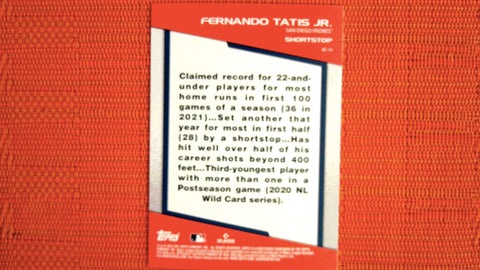 FERNANDO TATIS JR.
SAN DIEGO PADRES
SHORTSTOP
Claimed record for 22-and-
under players for most
home runs in first 100
games of a season (36 in
2021)...Set another that
year for most in first half
(28) by a shortstop...Has
hit well over half of his
career shots beyond 400
feet...Third-youngest player
with more than one in a
Postseason game (2020 NL
Wild Card series).
Topps